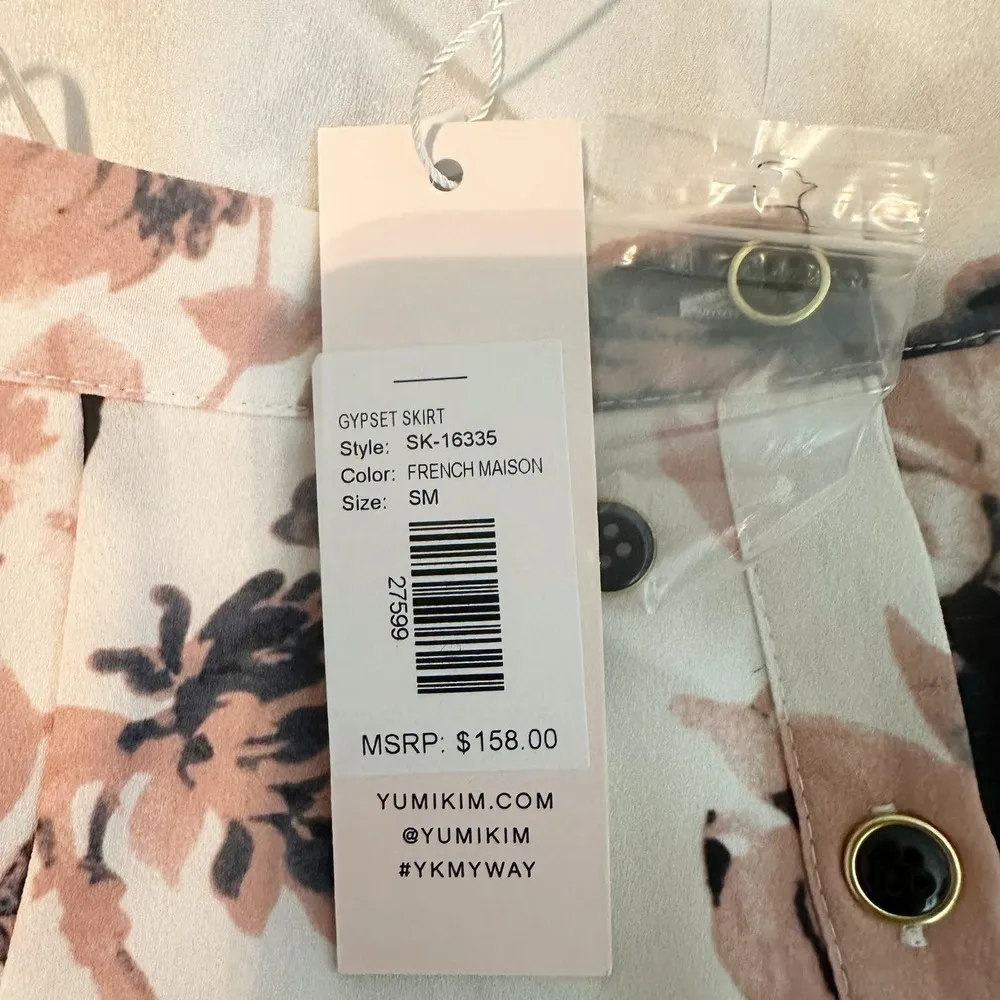 GYPSET SKIRT
Style: SK-16335
Color: FRENCH MAISON
Size: SM
27599
MSRP: $158.00
YUMIKIM.COM
@YUMIKIM
#YKMYWAY